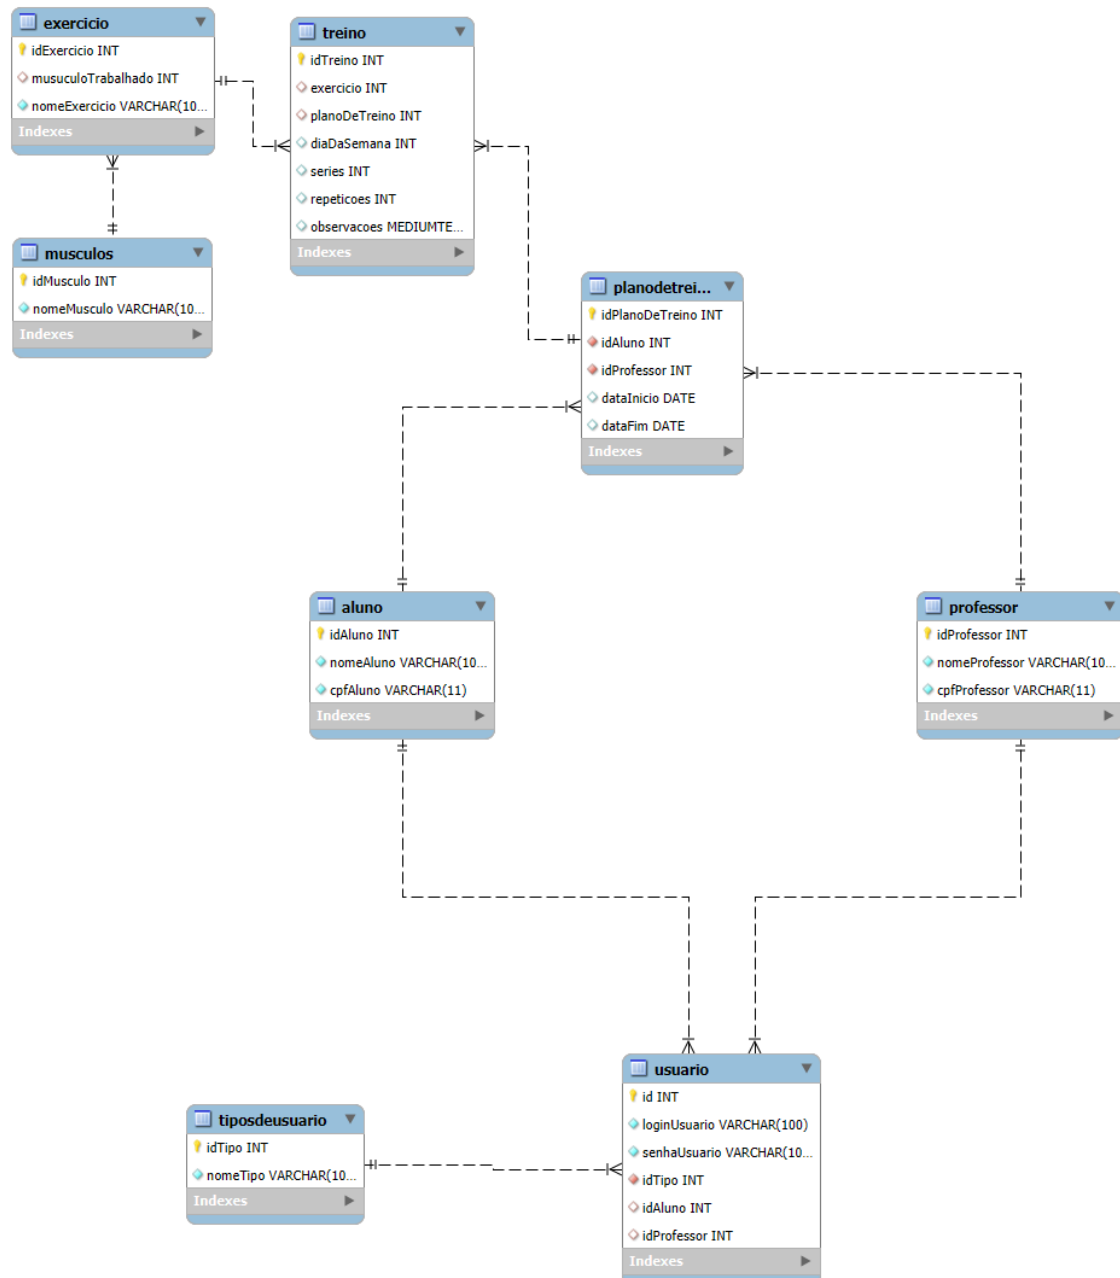 exercicio
idExercicio INT
musuculoTrabalhado INT
nomeExercicio VARCHAR(10...
Indexes
treino
idTreino INT
exercicio INT
planoDeTreino INT
diaDaSemana INT
series INT
repeticoes INT
observacoes MEDIUMTE...
Indexes
musculos
idMusculo INT
nomeMusculo VARCHAR(10...
Indexes
planodetrei...
idPlanoDeTreino INT
idAluno INT
idProfessor INT
dataInicio DATE
dataFim DATE
Indexes
aluno
idAluno INT
nomeAluno VARCHAR(10...
cpfAluno VARCHAR(11)
Indexes
professor
idProfessor INT
nomeProfessor VARCHAR(10...
cpfProfessor VARCHAR(11)
Indexes
tiposdeusuario
idTipo INT
nomeTipo VARCHAR(10...
Indexes
usuario
id INT
loginUsuario VARCHAR(100)
senhaUsuario VARCHAR(10...
idTipo INT
idAluno INT
idProfessor INT
Indexes